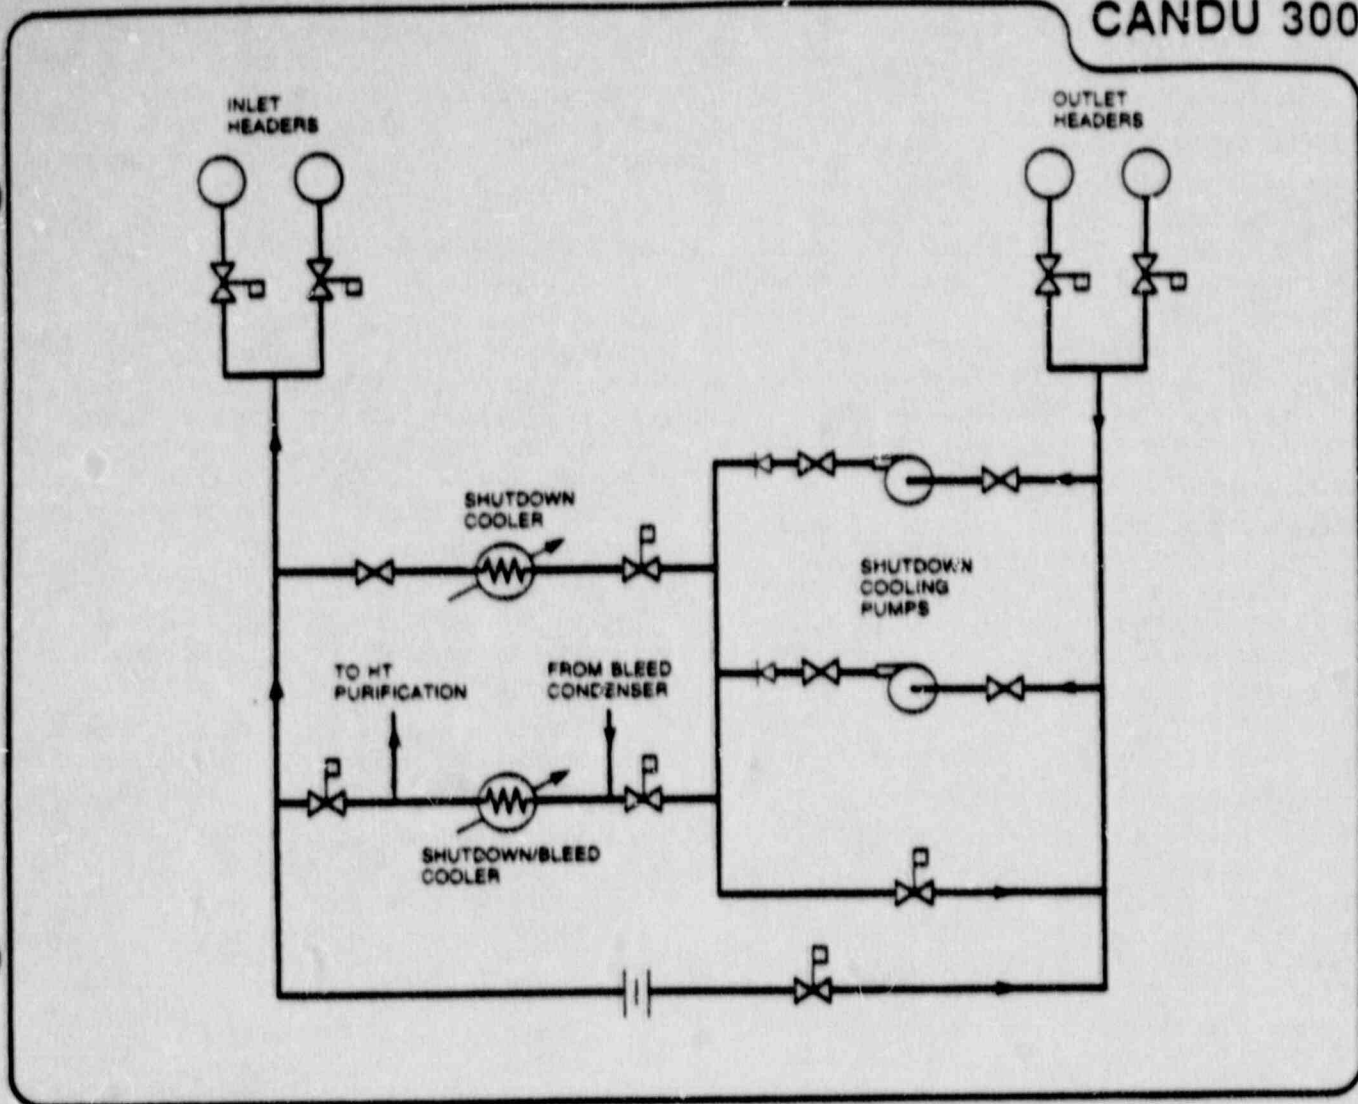 CANDU 300
INLET
HEADERS
OUTLET
HEADERS
SHUTDOWN
COOLER
SHUTDOWN
COOLING
PUMPS
TO HT
PURIFICATION
FROM BLEED
CONDENSER
SHUTDOWN/BLEED
COOLER